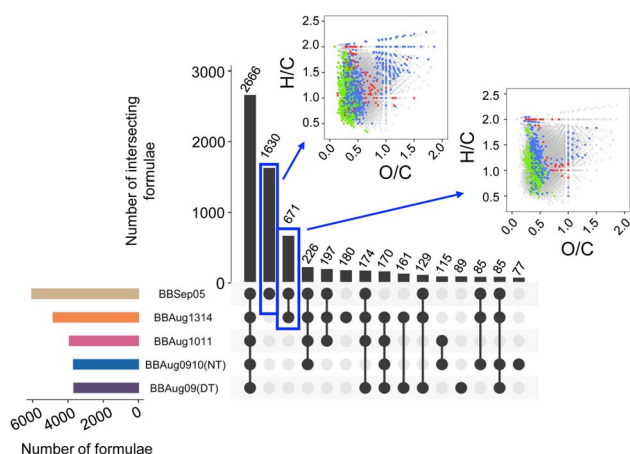 2.5
2.0
1.5
1.0
0.5
H/C
0.0 0.5 1.0 1.5 2.0
O/C
2.5
2.0
1.5
1.0
0.5
H/C
0.0 0.5 1.0 1.5 2.0
O/C
Number of intersecting
formulae
3000
2000
1000
0
2666
1630
671
226
197
180
174
170
161
129
115
89
85
85
77
BBSep05
BBAug1314
BBAug1011
BBAug0910(NT)
BBAug09(DT)
6000 4000 2000 0
Number of formulae